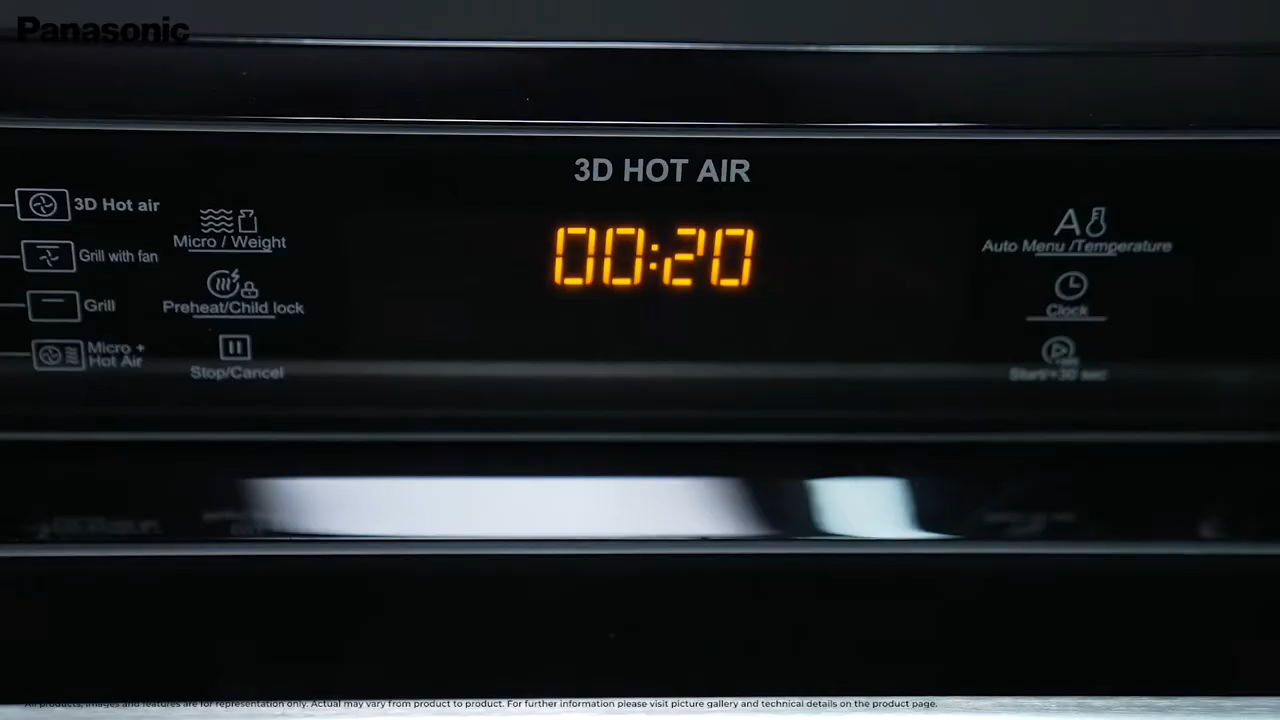 Panasonic
3D HOT AIR
00:20
3D Hot air
Grill with fan
Grill
Micro +
Hot Air
Micro / Weight
Preheat/Child lock
Stop/Cancel
Auto Menu /Temperature
Clock
Start/+30 sec
All products, images and features are for representation only. Actual may vary from product to product. For further information please visit picture gallery and technical details on the product page.